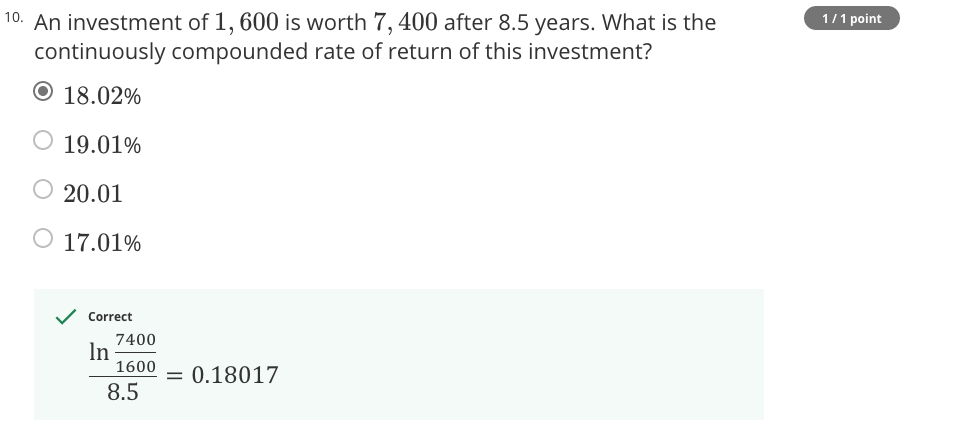 10. An investment of 1, 600 is worth 7, 400 after 8.5 years. What is the
1 / 1 point
continuously compounded rate of return of this investment?
18.02%
19.01%
20.01
17.01%
Correct
ln 7400
1600
8.5
= 0.18017